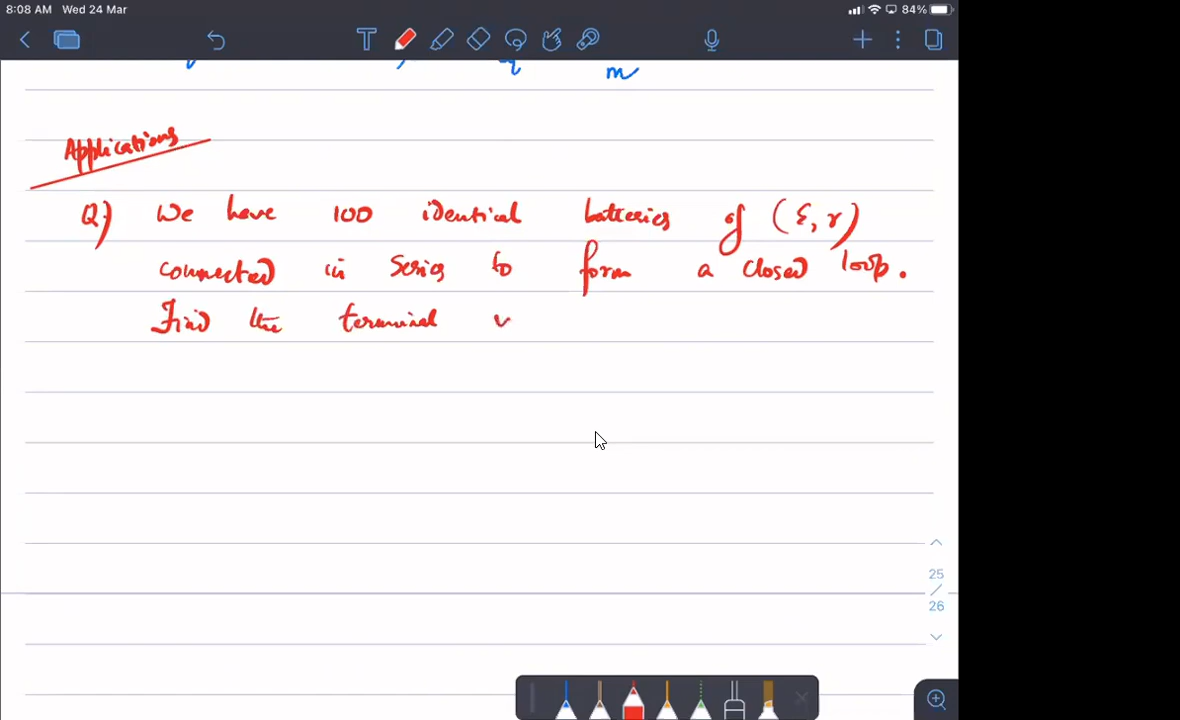 8:08 AM Wed 24 Mar
84%
T
m
Applications
Q) We have 100 identical batteries of (ε, r)
connected in series to form a closed loop.
Find the terminal v
25
/
26